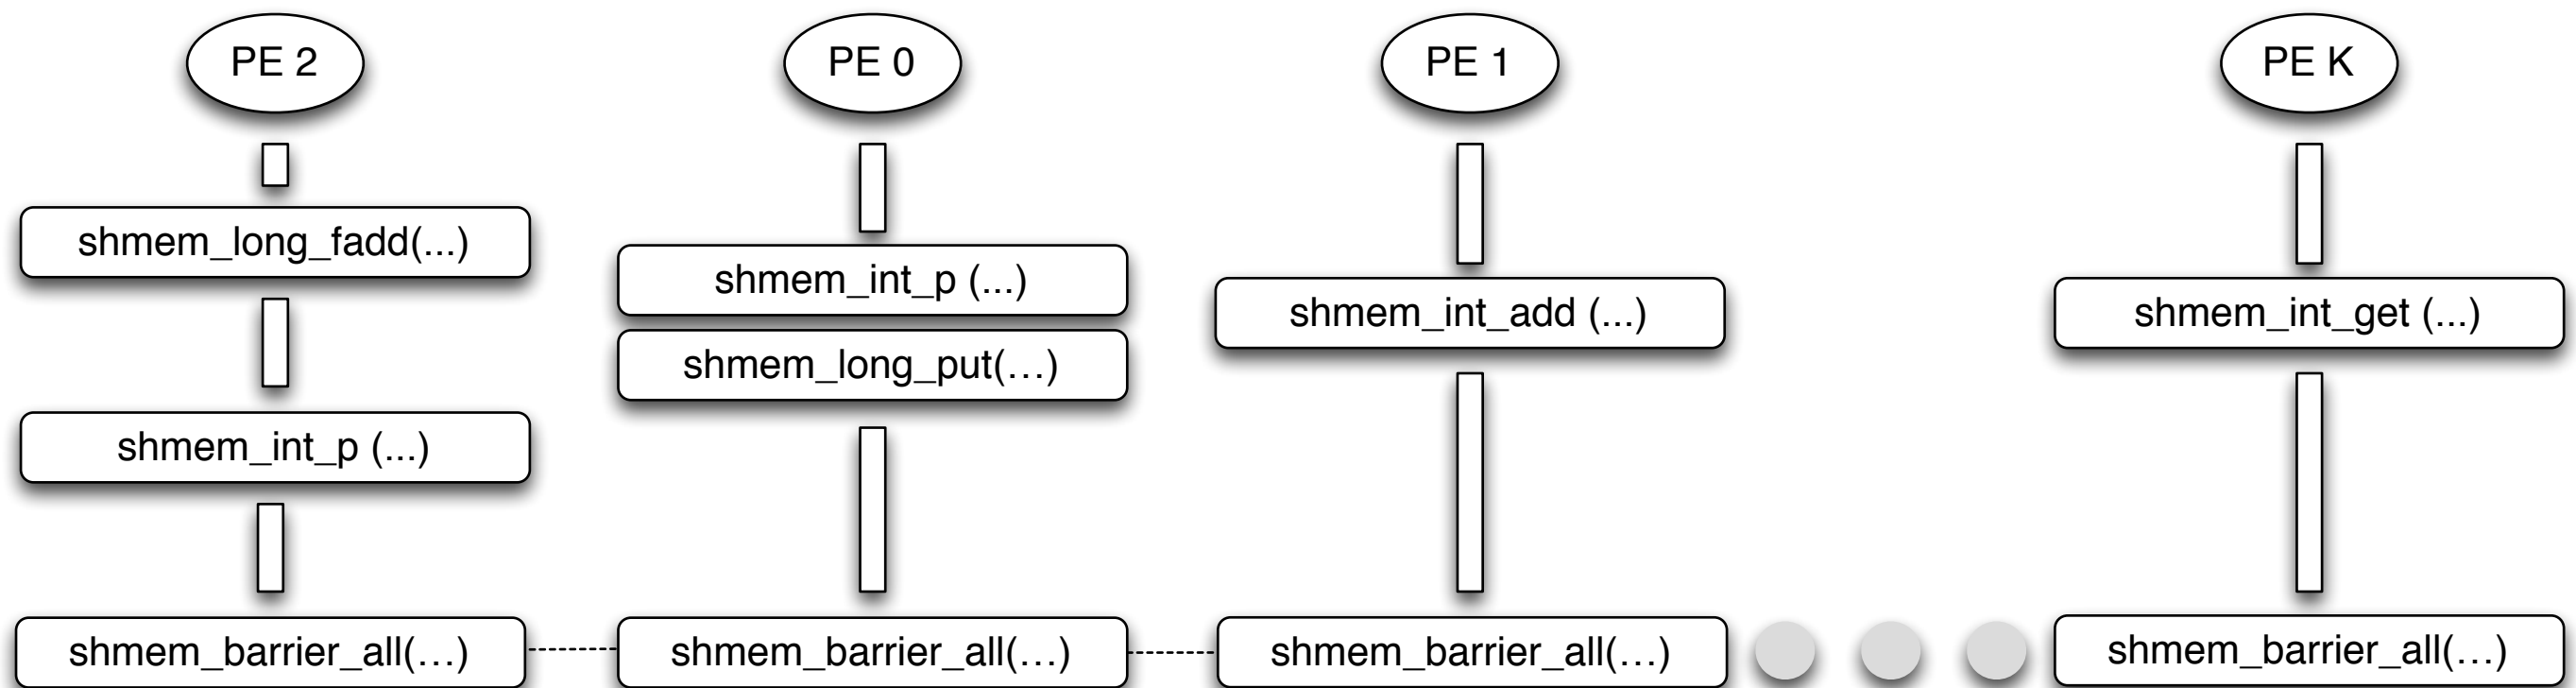 PE 2
PE 0
PE 1
PE K
shmem_long_fadd(...)
shmem_int_p (...)
shmem_int_add (...)
shmem_int_get (...)
shmem_long_put(…)
shmem_int_p (...)
shmem_barrier_all(…)
shmem_barrier_all(…)
shmem_barrier_all(…)
shmem_barrier_all(…)